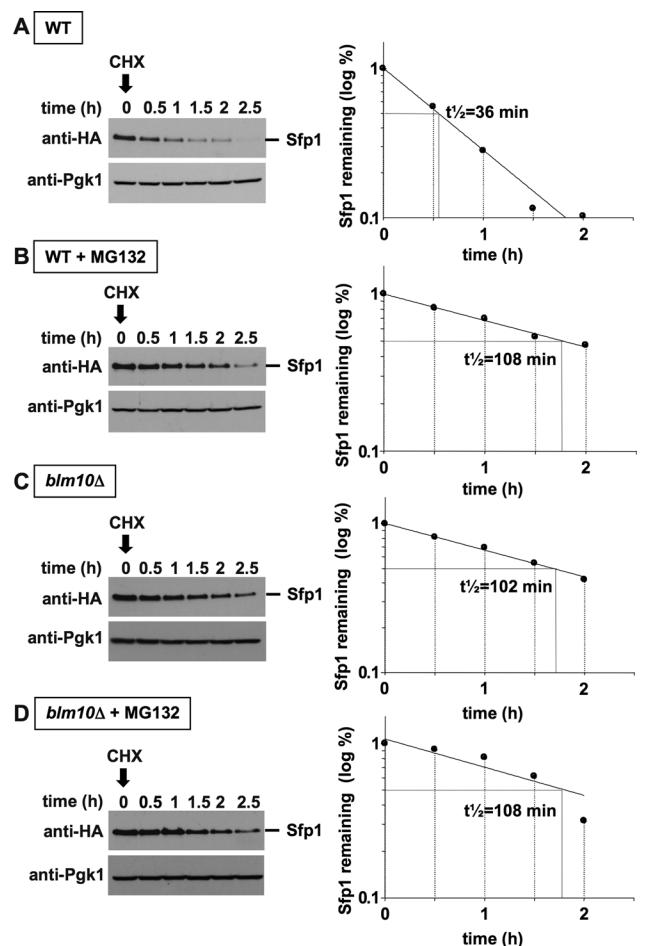 A WT
CHX
time (h) 0 0.5 1 1.5 2 2.5
anti-HA Sfp1
anti-Pgk1
Sfp1 remaining (log %)
1
0.1
t½=36 min
0 1 2
time (h)
B WT + MG132
CHX
time (h) 0 0.5 1 1.5 2 2.5
anti-HA Sfp1
anti-Pgk1
Sfp1 remaining (log %)
1
0.1
t½=108 min
0 1 2
time (h)
C blm10Δ
CHX
time (h) 0 0.5 1 1.5 2 2.5
anti-HA Sfp1
anti-Pgk1
Sfp1 remaining (log %)
1
0.1
t½=102 min
0 1 2
time (h)
D blm10Δ + MG132
CHX
time (h) 0 0.5 1 1.5 2 2.5
anti-HA Sfp1
anti-Pgk1
Sfp1 remaining (log %)
1
0.1
t½=108 min
0 1 2
time (h)